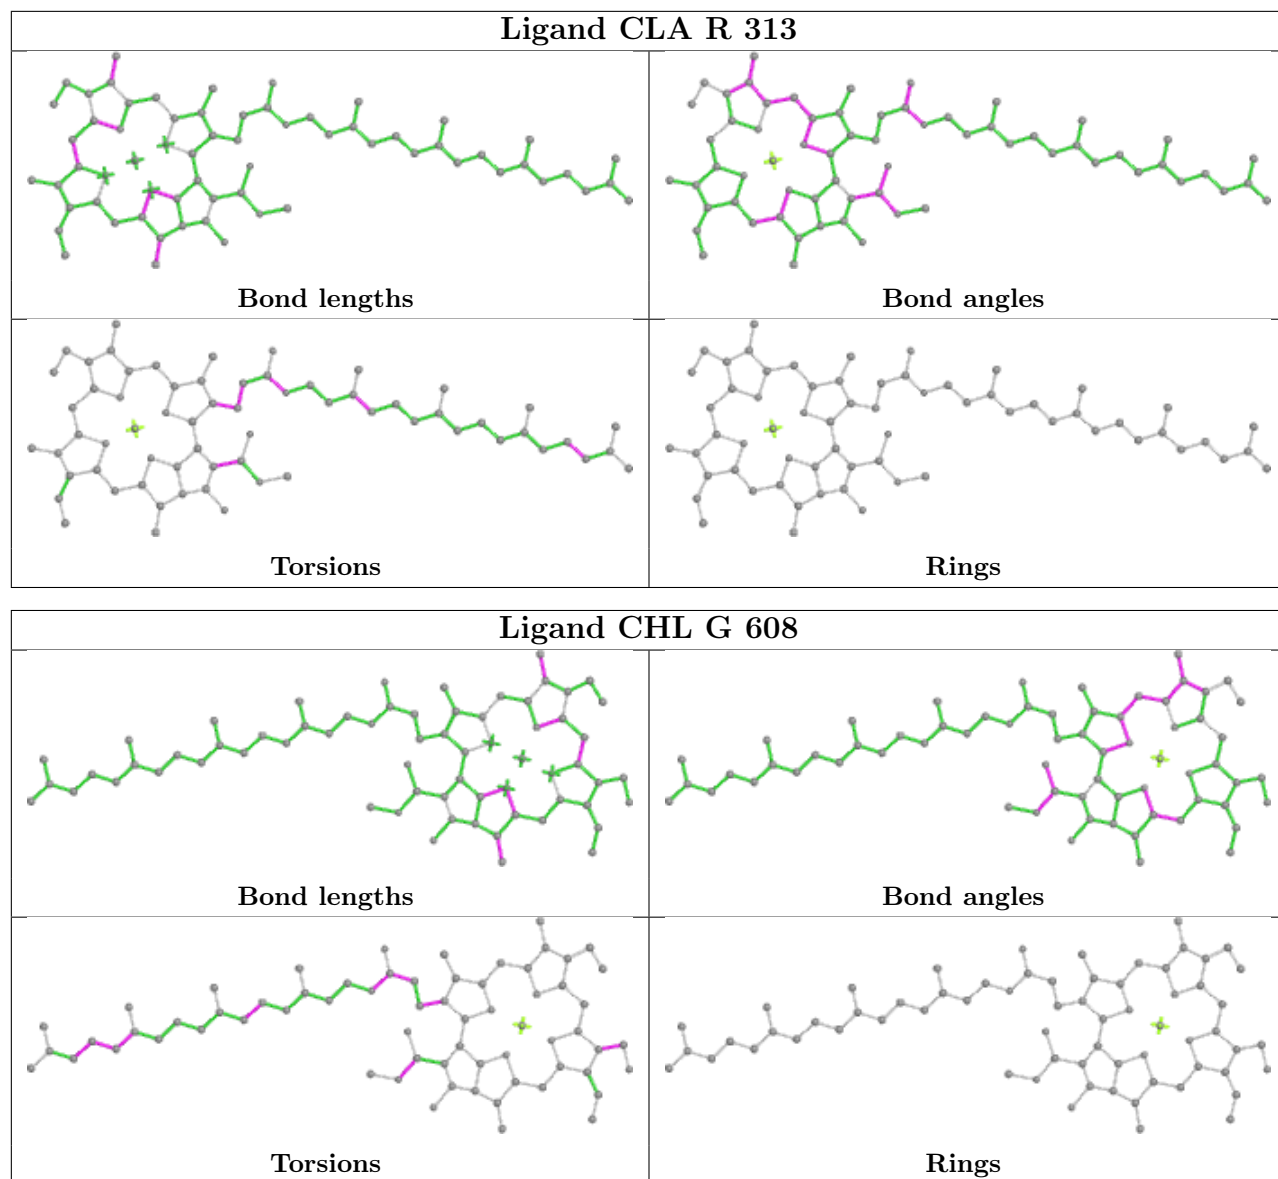 Ligand CLA R 313
Bond lengths
Bond angles
Torsions
Rings
Ligand CHL G 608
Bond lengths
Bond angles
Torsions
Rings